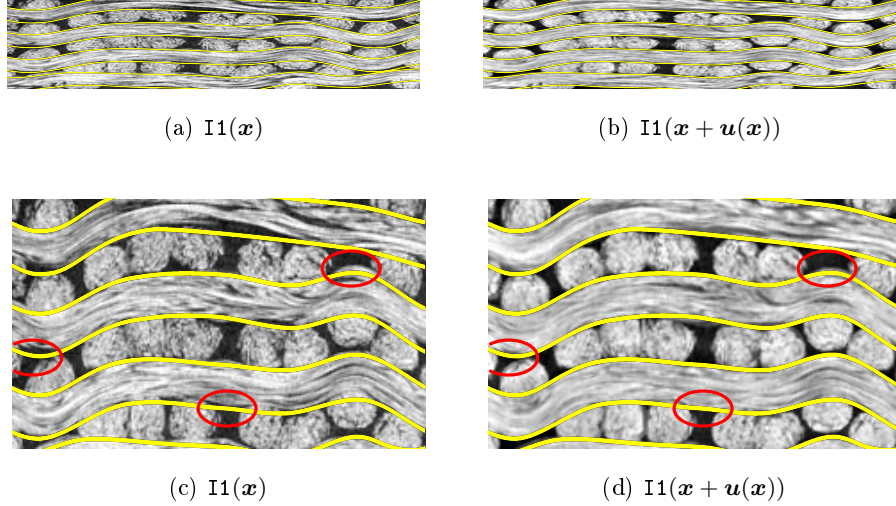 (a) I1(x)
(b) I1(x + u(x))
(c) I1(x)
(d) I1(x + u(x))